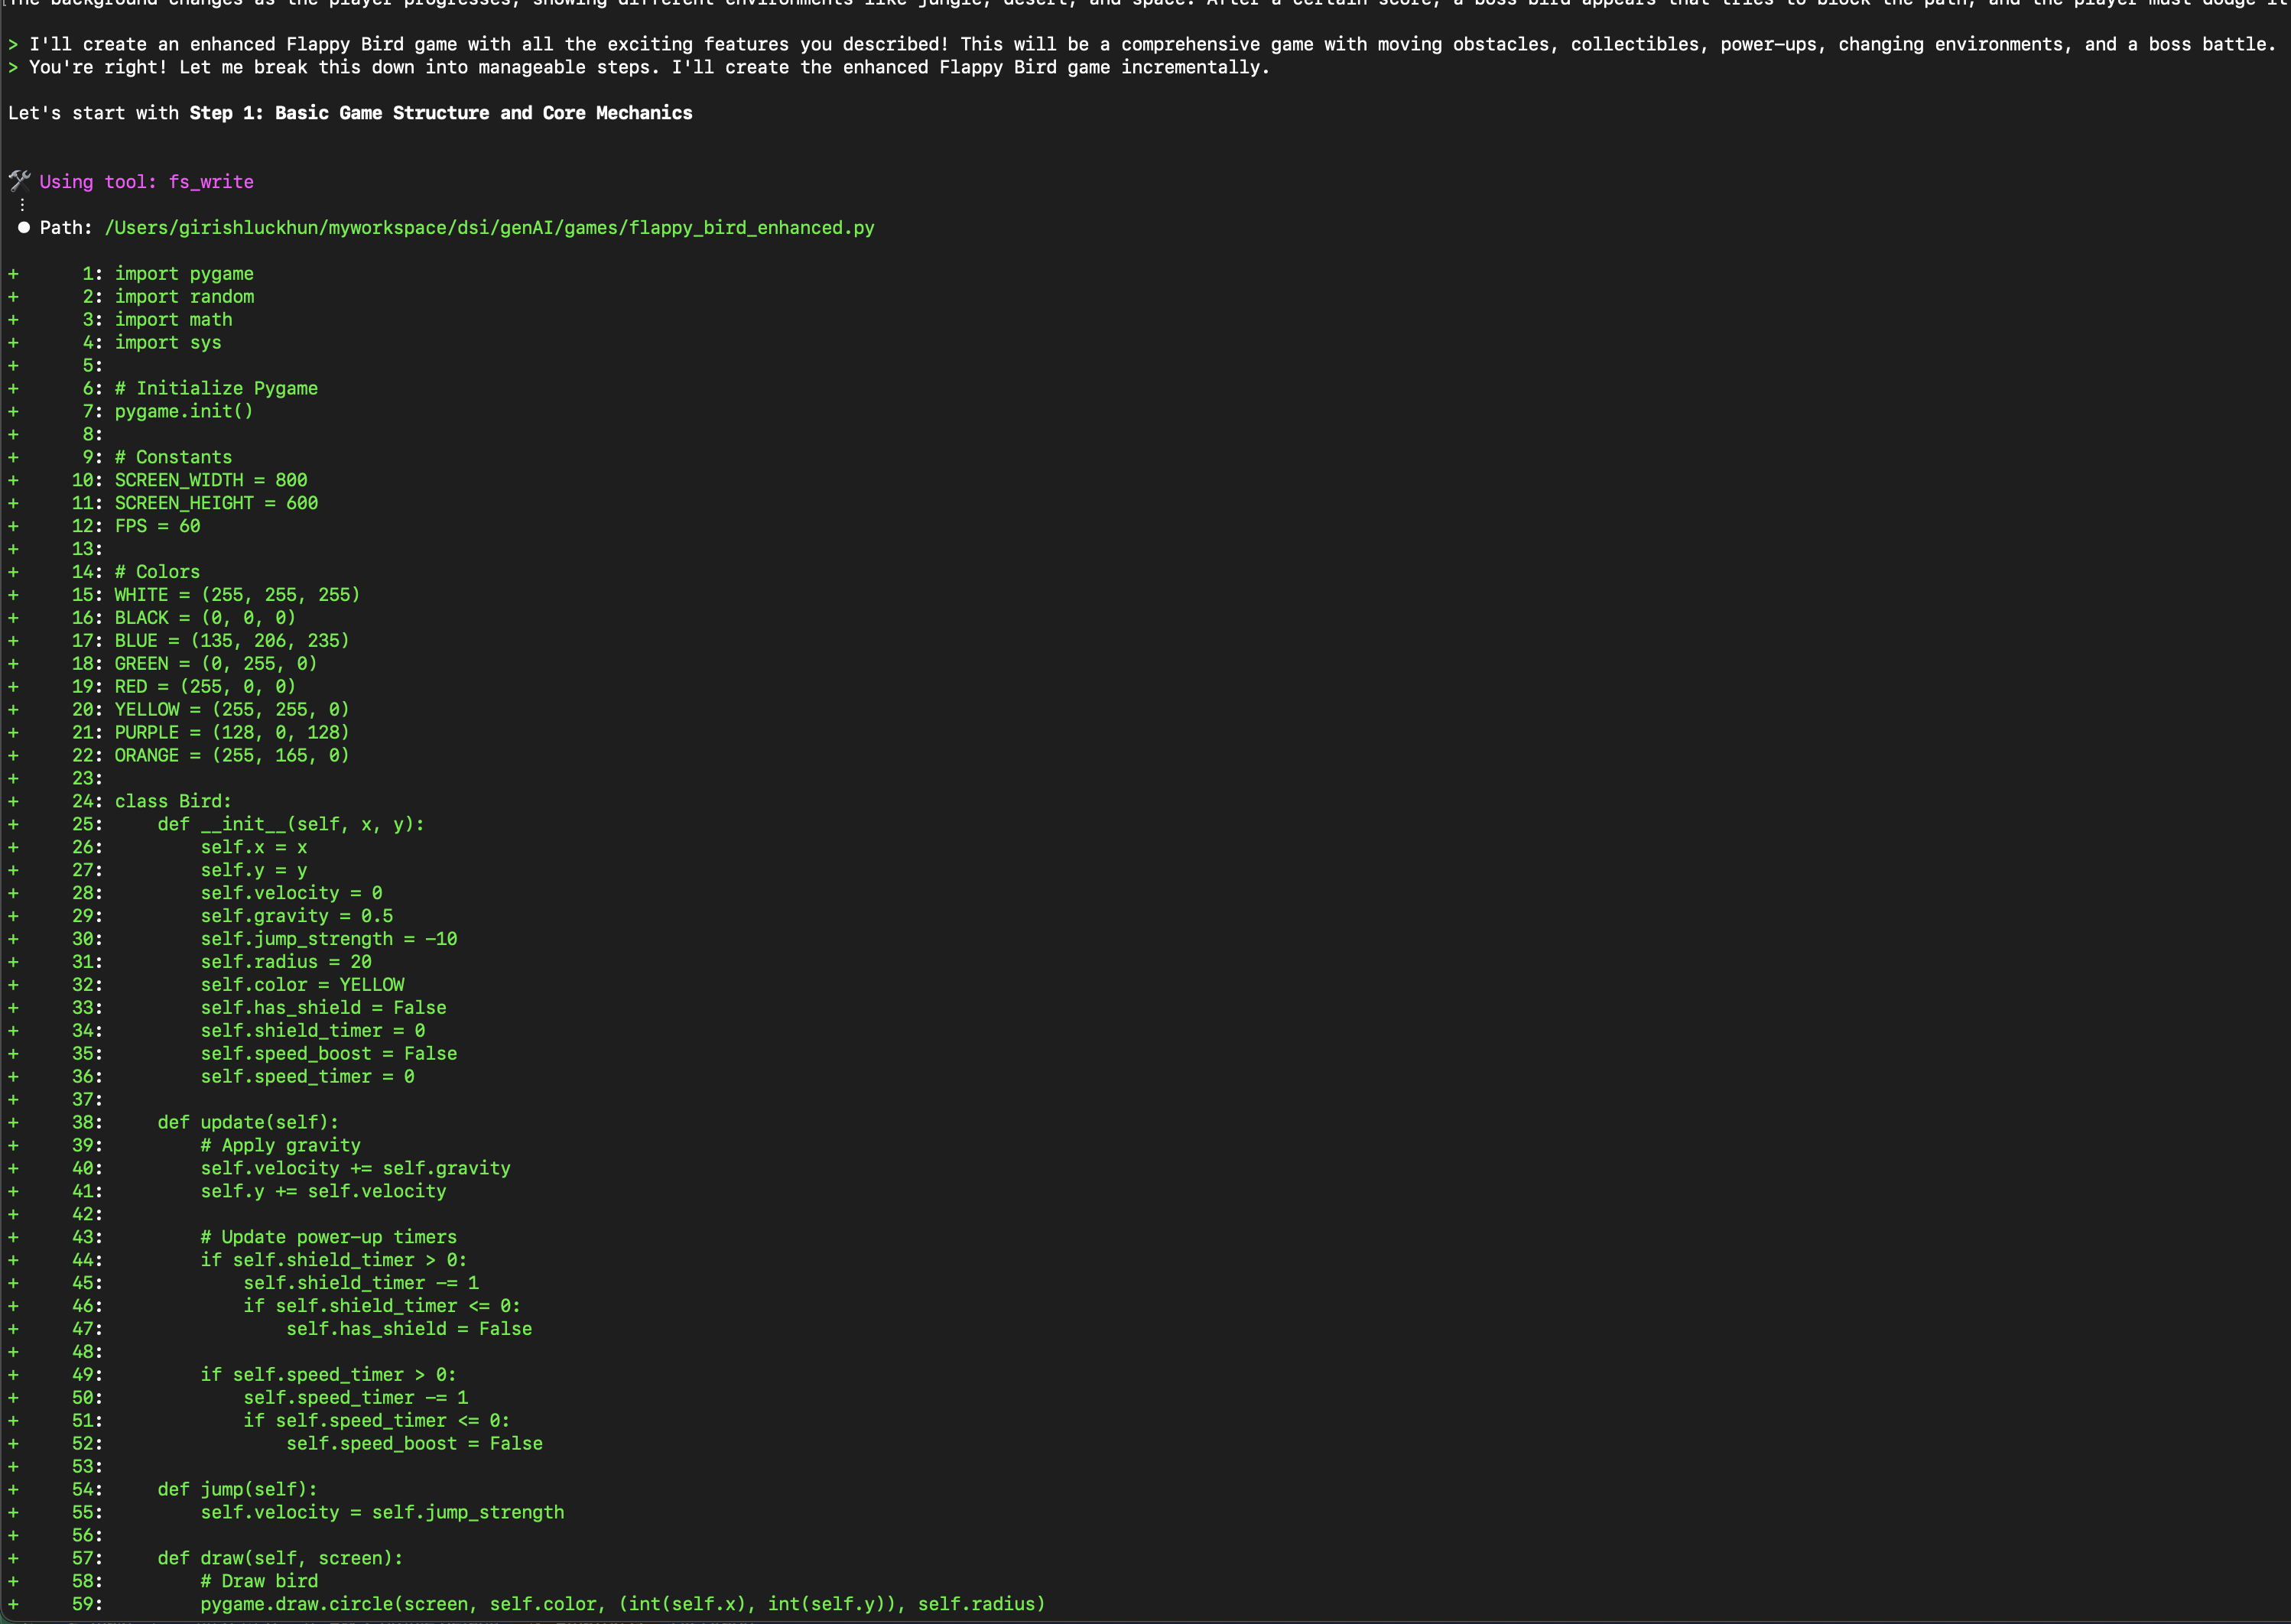 The background changes as the player progresses, showing different environments like jungle, desert, and space. After a certain score, a boss bird appears that tries to block the path, and the player must dodge it
> I'll create an enhanced Flappy Bird game with all the exciting features you described! This will be a comprehensive game with moving obstacles, collectibles, power-ups, changing environments, and a boss battle.
> You're right! Let me break this down into manageable steps. I'll create the enhanced Flappy Bird game incrementally.
Let's start with Step 1: Basic Game Structure and Core Mechanics
🛠️ Using tool: fs_write
⋮
● Path: /Users/girishluckhun/myworkspace/dsi/genAI/games/flappy_bird_enhanced.py
+      1: import pygame
+      2: import random
+      3: import math
+      4: import sys
+      5:
+      6: # Initialize Pygame
+      7: pygame.init()
+      8:
+      9: # Constants
+     10: SCREEN_WIDTH = 800
+     11: SCREEN_HEIGHT = 600
+     12: FPS = 60
+     13:
+     14: # Colors
+     15: WHITE = (255, 255, 255)
+     16: BLACK = (0, 0, 0)
+     17: BLUE = (135, 206, 235)
+     18: GREEN = (0, 255, 0)
+     19: RED = (255, 0, 0)
+     20: YELLOW = (255, 255, 0)
+     21: PURPLE = (128, 0, 128)
+     22: ORANGE = (255, 165, 0)
+     23:
+     24: class Bird:
+     25:     def __init__(self, x, y):
+     26:         self.x = x
+     27:         self.y = y
+     28:         self.velocity = 0
+     29:         self.gravity = 0.5
+     30:         self.jump_strength = -10
+     31:         self.radius = 20
+     32:         self.color = YELLOW
+     33:         self.has_shield = False
+     34:         self.shield_timer = 0
+     35:         self.speed_boost = False
+     36:         self.speed_timer = 0
+     37:
+     38:     def update(self):
+     39:         # Apply gravity
+     40:         self.velocity += self.gravity
+     41:         self.y += self.velocity
+     42:
+     43:         # Update power-up timers
+     44:         if self.shield_timer > 0:
+     45:             self.shield_timer -= 1
+     46:             if self.shield_timer <= 0:
+     47:                 self.has_shield = False
+     48:
+     49:         if self.speed_timer > 0:
+     50:             self.speed_timer -= 1
+     51:             if self.speed_timer <= 0:
+     52:                 self.speed_boost = False
+     53:
+     54:     def jump(self):
+     55:         self.velocity = self.jump_strength
+     56:
+     57:     def draw(self, screen):
+     58:         # Draw bird
+     59:         pygame.draw.circle(screen, self.color, (int(self.x), int(self.y)), self.radius)